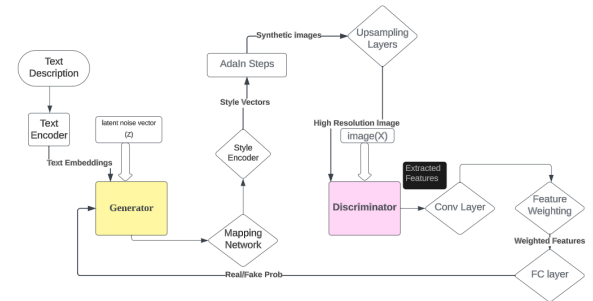 Synthetic images
Upsampling
Layers
Text
Description
AdaIn Steps
Style Vectors
Text
Encoder
latent noise vector
(Z)
High Resolution Image
image(X)
Style
Encoder
Text Embeddings
Extracted
Features
Generator
Discriminator
Conv Layer
Feature
Weighting
Mapping
Network
Weighted Features
Real/Fake Prob
FC layer